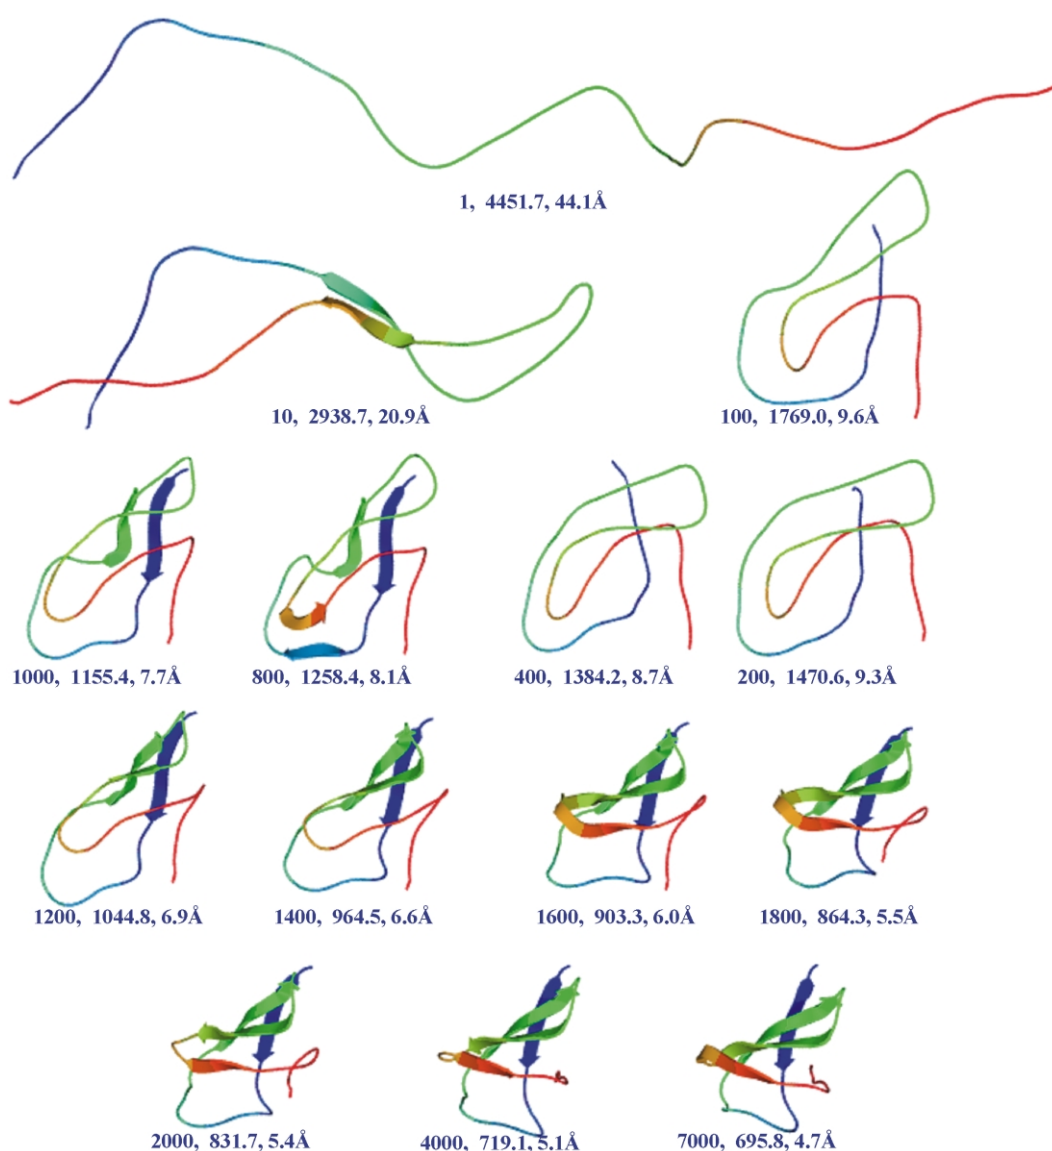 1, 4451.7, 44.1Å
10, 2938.7, 20.9Å
100, 1769.0, 9.6Å
1000, 1155.4, 7.7Å
800, 1258.4, 8.1Å
400, 1384.2, 8.7Å
200, 1470.6, 9.3Å
1200, 1044.8, 6.9Å
1400, 964.5, 6.6Å
1600, 903.3, 6.0Å
1800, 864.3, 5.5Å
2000, 831.7, 5.4Å
4000, 719.1, 5.1Å
7000, 695.8, 4.7Å